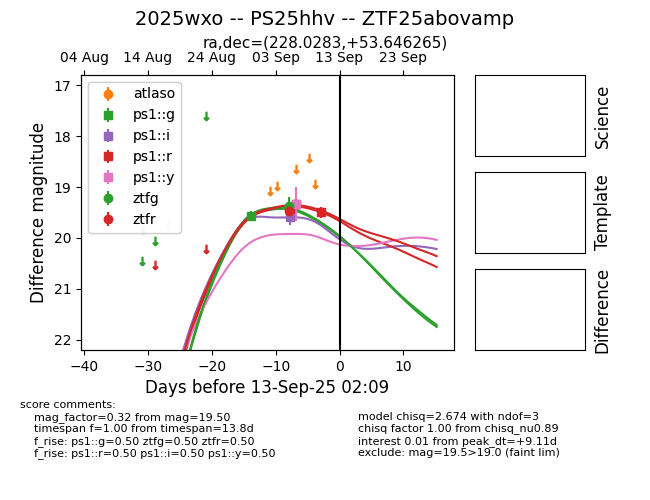 2025wxo -- PS25hhv -- ZTF25abovamp
ra,dec=(228.0283,+53.646265)
04 Aug 14 Aug 24 Aug 03 Sep 13 Sep 23 Sep
17
18
19
20
21
22
Difference magnitude
atlaso
ps1::g
ps1::i
ps1::r
ps1::y
ztfg
ztfr
−40 −30 −20 −10 0 10
Days before 13-Sep-25 02:09
Science
Template
Difference
score comments:
mag_factor=0.32 from mag=19.50
timespan f=1.00 from timespan=13.8d
f_rise: ps1::g=0.50 ztfg=0.50 ztfr=0.50
f_rise: ps1::r=0.50 ps1::i=0.50 ps1::y=0.50
model chisq=2.674 with ndof=3
chisq factor 1.00 from chisq_nu0.89
interest 0.01 from peak_dt=+9.11d
exclude: mag=19.5>19.0 (faint lim)